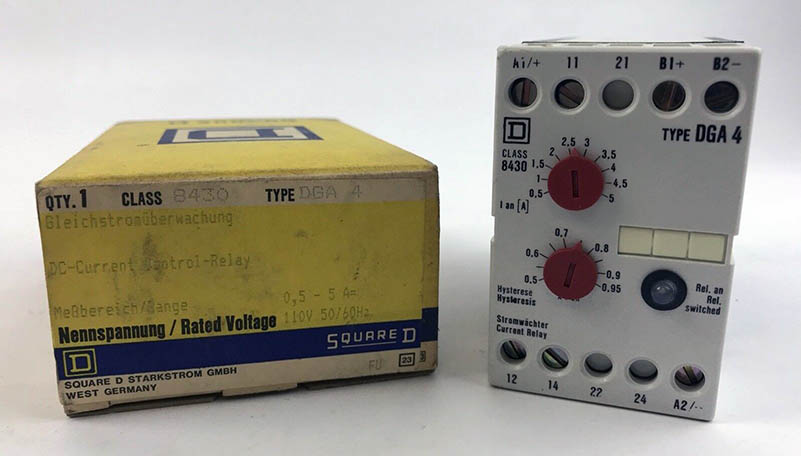 QTY. 1 CLASS 8430 TYPE DGA 4
Gleichstromüberwachung
DC-Current Control-Relay
Meßbereich/Range 0,5 - 5 A=
Nennspannung / Rated Voltage 110V 50/60Hz
SQUARE D
D
FU 23
SQUARE D STARKSTROM GMBH
WEST GERMANY
A1/+ 11 21 B1+ B2−
D
TYPE DGA 4
CLASS
8430
0,5 1 1,5 2 2,5 3 3,5 4 4,5 5
I an [A]
0.5 0.6 0.7 0.8 0.9 0.95
Hysterese
Hysteresis
Rel. an
Rel.
switched
Stromwächter
Current Relay
12 14 22 24 A2/--